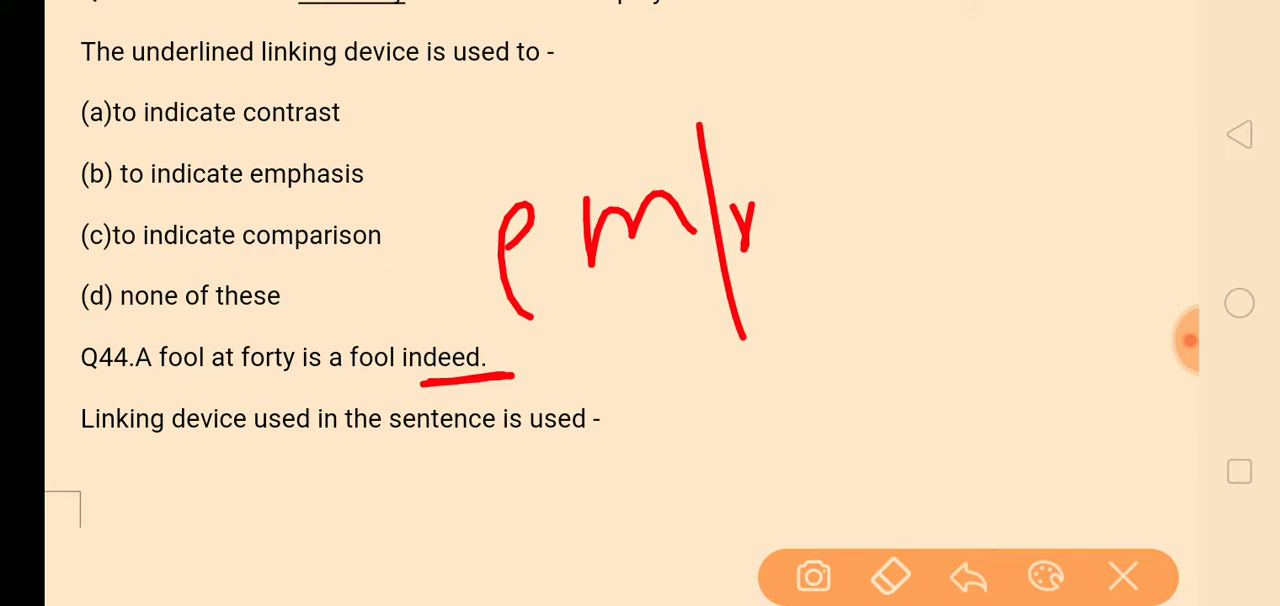 The underlined linking device is used to -
(a)to indicate contrast
(b) to indicate emphasis
(c)to indicate comparison
(d) none of these
Q44.A fool at forty is a fool indeed.
Linking device used in the sentence is used -